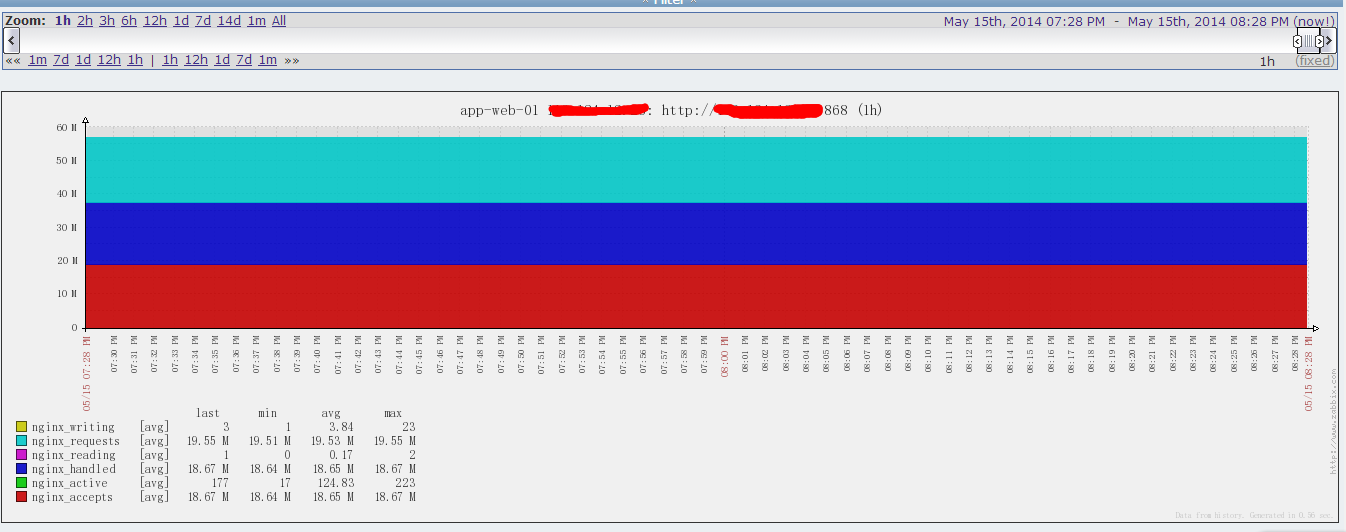 ^ Filter ^
Zoom: 1h 2h 3h 6h 12h 1d 7d 14d 1m All
May 15th, 2014 07:28 PM - May 15th, 2014 08:28 PM (now!)
«« 1m 7d 1d 12h 1h | 1h 12h 1d 7d 1m »»
1h (fixed)
app-web-01 : http:// 868 (1h)
60 M
50 M
40 M
30 M
20 M
10 M
0
05/15 07:28 PM
07:30 PM
07:31 PM
07:32 PM
07:33 PM
07:34 PM
07:35 PM
07:36 PM
07:37 PM
07:38 PM
07:39 PM
07:40 PM
07:41 PM
07:42 PM
07:43 PM
07:44 PM
07:45 PM
07:46 PM
07:47 PM
07:48 PM
07:49 PM
07:50 PM
07:51 PM
07:52 PM
07:53 PM
07:54 PM
07:55 PM
07:56 PM
07:57 PM
07:58 PM
07:59 PM
08:00 PM
08:01 PM
08:02 PM
08:03 PM
08:04 PM
08:05 PM
08:06 PM
08:07 PM
08:08 PM
08:09 PM
08:10 PM
08:11 PM
08:12 PM
08:13 PM
08:14 PM
08:15 PM
08:16 PM
08:17 PM
08:18 PM
08:19 PM
08:20 PM
08:21 PM
08:22 PM
08:23 PM
08:24 PM
08:25 PM
08:26 PM
08:27 PM
08:28 PM
05/15 08:28 PM
last min avg max
nginx_writing [avg] 3 1 3.84 23
nginx_requests [avg] 19.55 M 19.51 M 19.53 M 19.55 M
nginx_reading [avg] 1 0 0.17 2
nginx_handled [avg] 18.67 M 18.64 M 18.65 M 18.67 M
nginx_active [avg] 177 17 124.83 223
nginx_accepts [avg] 18.67 M 18.64 M 18.65 M 18.67 M
http://www.zabbix.com
Data from history. Generated in 0.36 sec.